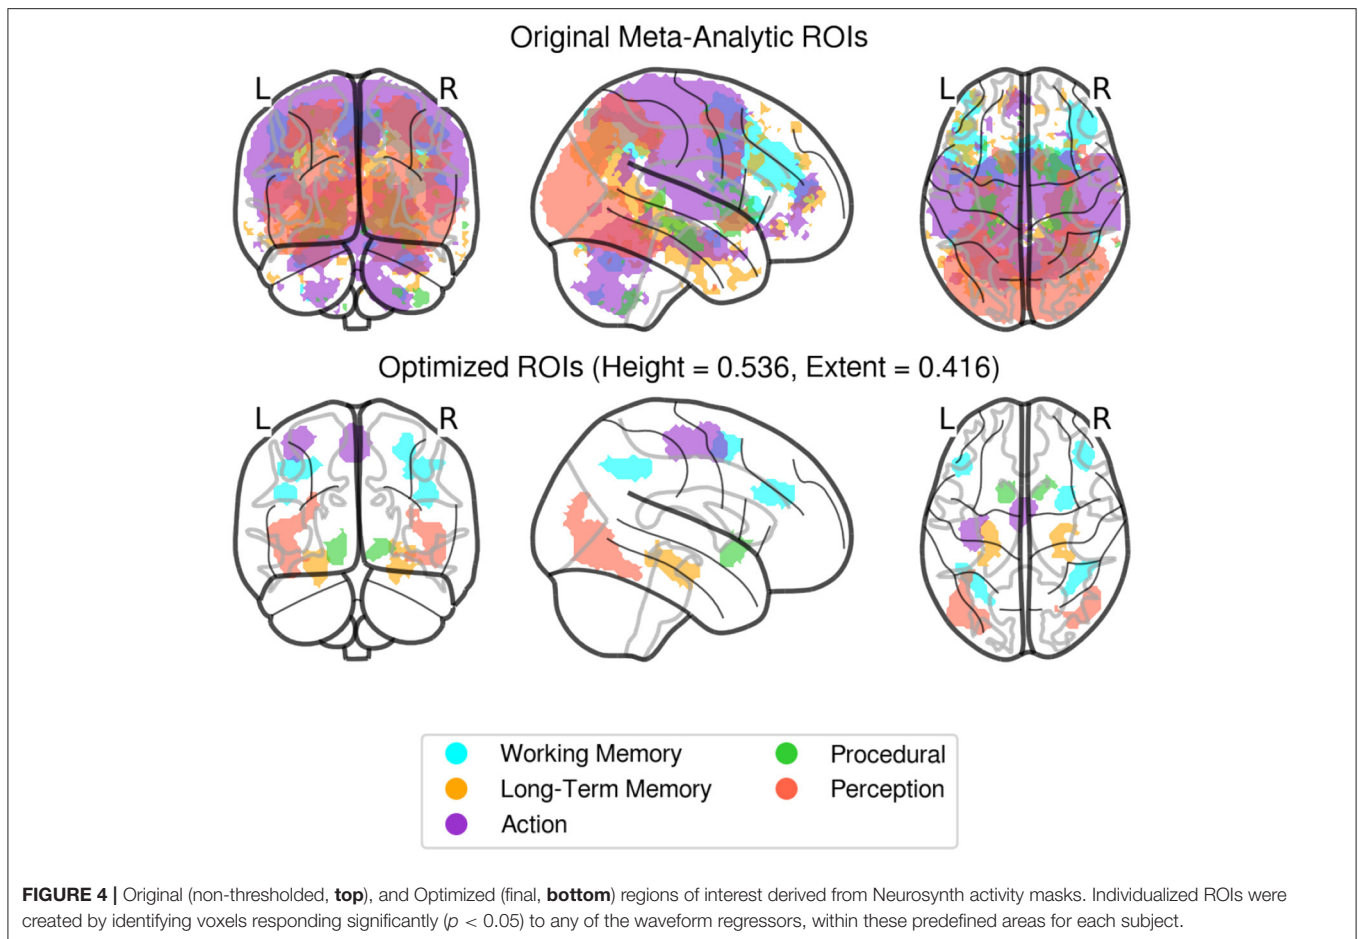 Original Meta-Analytic ROIs
L R L R
Optimized ROIs (Height = 0.536, Extent = 0.416)
L R L R
Working Memory
Long-Term Memory
Action
Procedural
Perception
FIGURE 4 | Original (non-thresholded, top), and Optimized (final, bottom) regions of interest derived from Neurosynth activity masks. Individualized ROIs were
created by identifying voxels responding significantly (p < 0.05) to any of the waveform regressors, within these predefined areas for each subject.